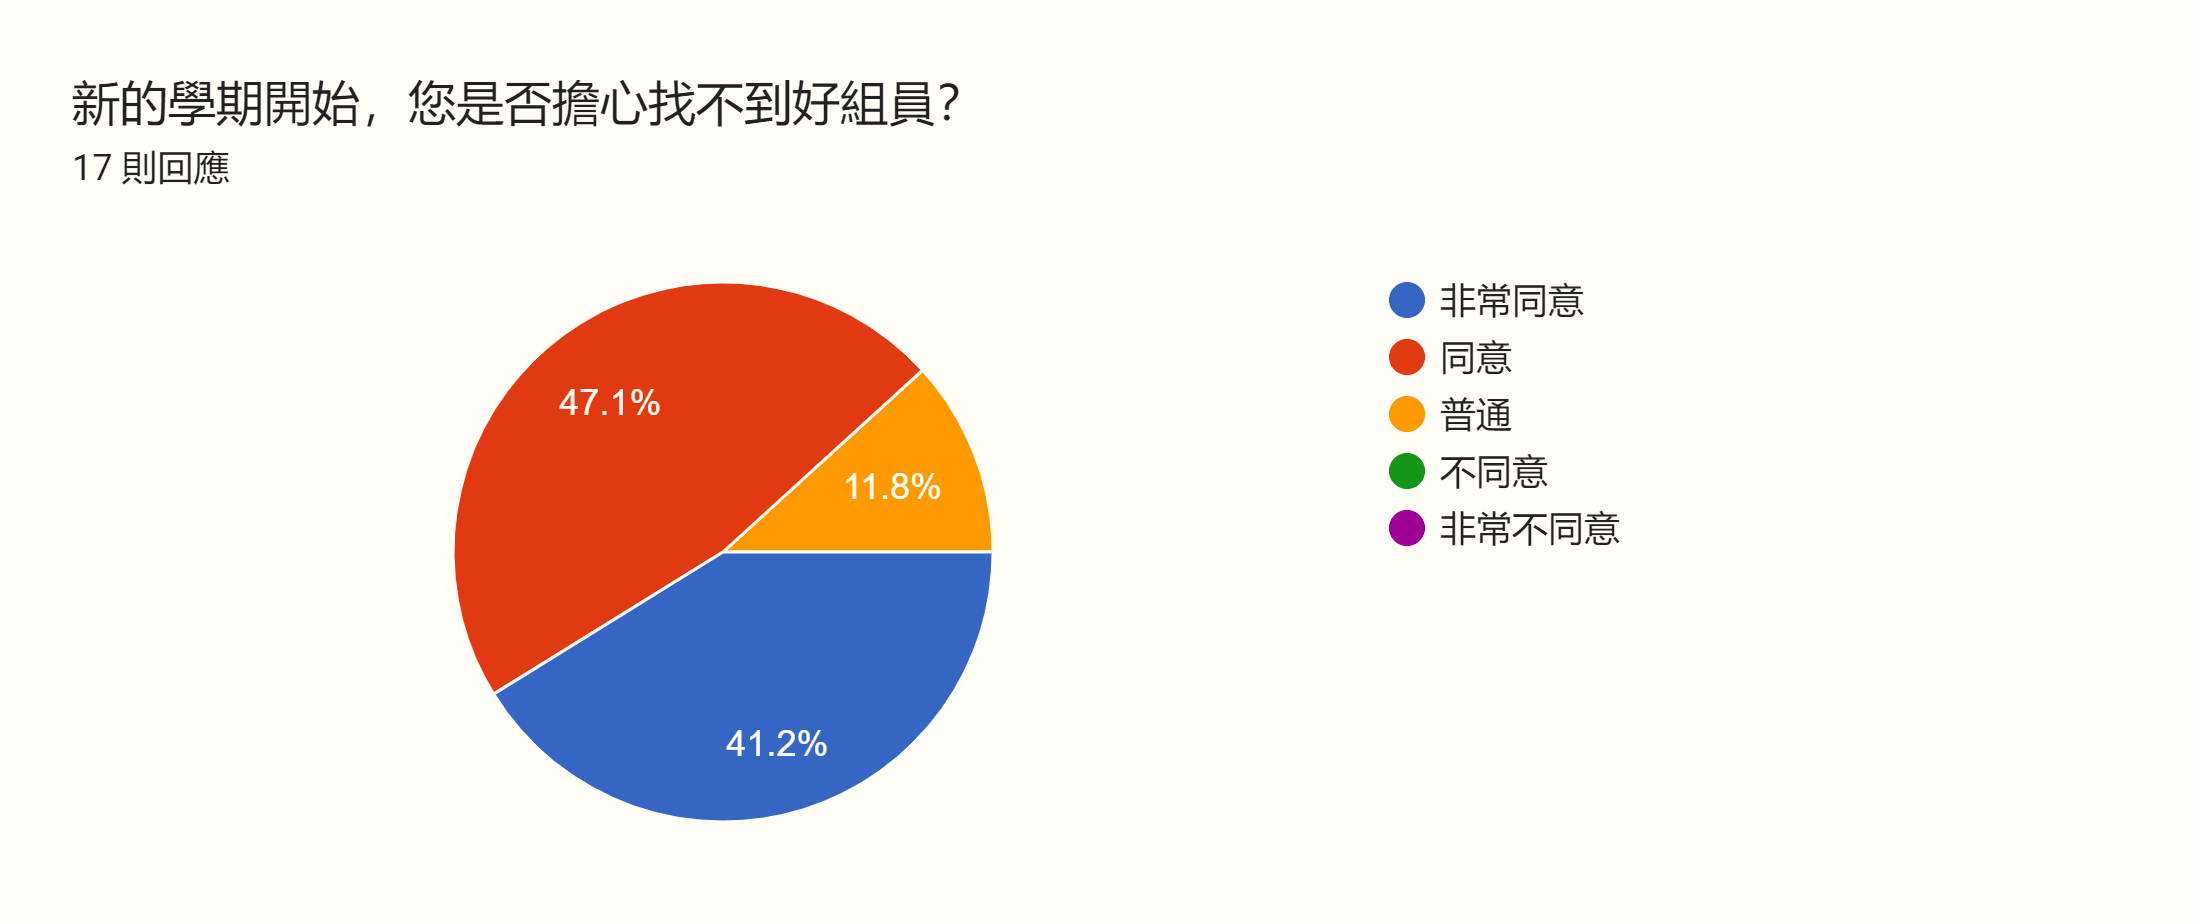 新的學期開始，您是否擔心找不到好組員？
17 則回應
47.1%
11.8%
41.2%
非常同意
同意
普通
不同意
非常不同意